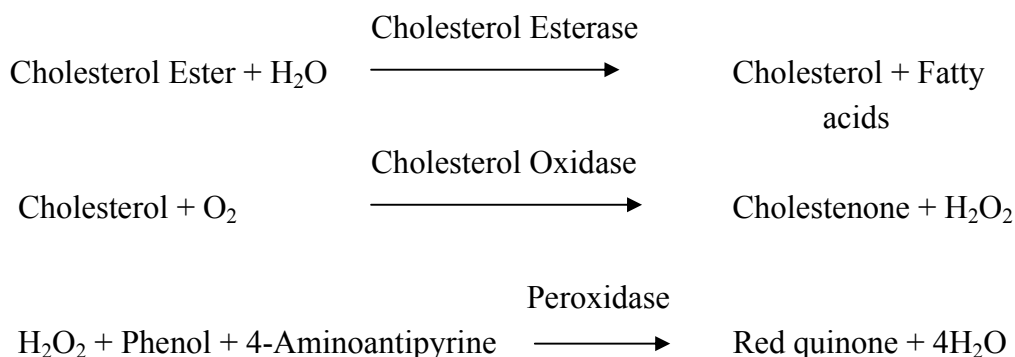 Cholesterol Esterase
Cholesterol Ester + H₂O Cholesterol + Fatty
acids
Cholesterol Oxidase
Cholesterol + O₂ Cholestenone + H₂O₂
Peroxidase
H₂O₂ + Phenol + 4-Aminoantipyrine Red quinone + 4H₂O